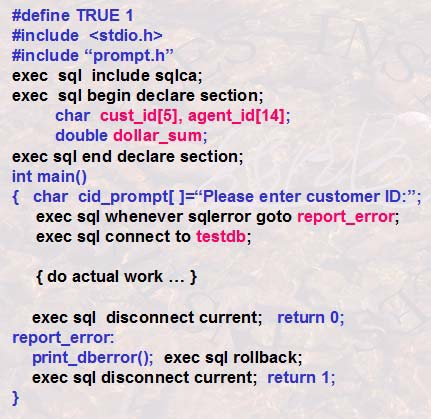 #define TRUE 1
#include <stdio.h>
#include “prompt.h”
exec sql include sqlca;
exec sql begin declare section;
char cust_id[5], agent_id[14];
double dollar_sum;
exec sql end declare section;
int main()
{ char cid_prompt[ ]=“Please enter customer ID:”;
exec sql whenever sqlerror goto report_error;
exec sql connect to testdb;
{ do actual work … }
exec sql disconnect current; return 0;
report_error:
print_dberror(); exec sql rollback;
exec sql disconnect current; return 1;
}